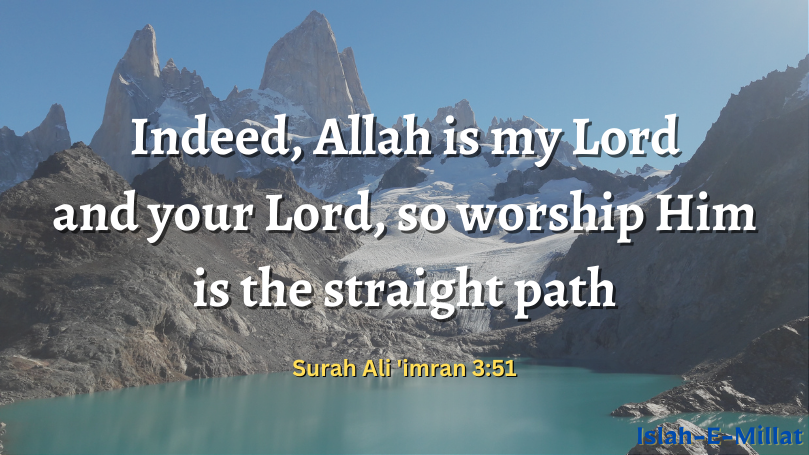 Indeed, Allah is my Lord
and your Lord, so worship Him
is the straight path
Surah Ali 'imran 3:51
Islah-E-Millat